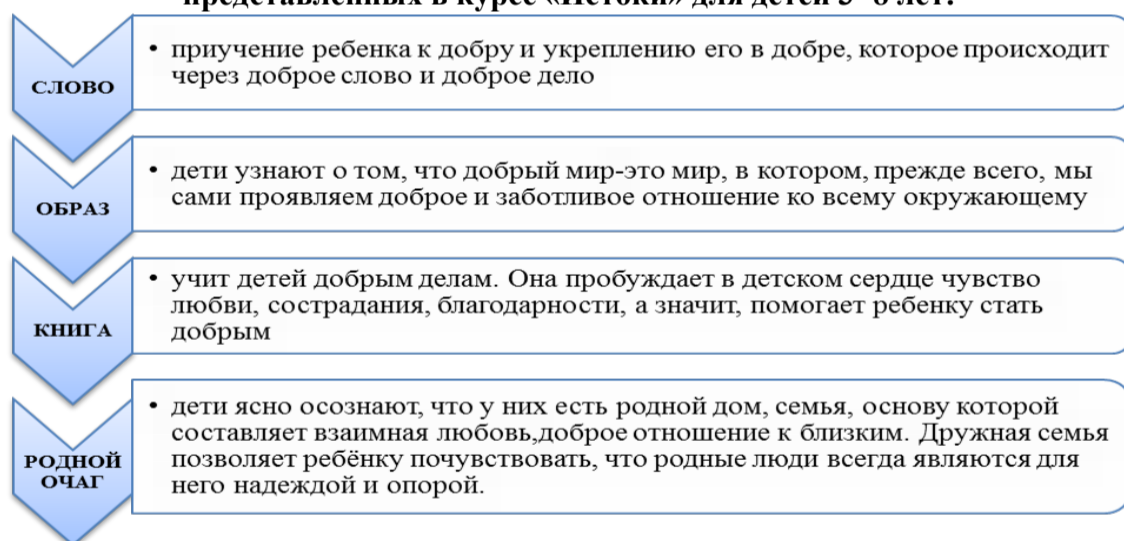 представленных в курсе «Истоки» для детей 3–8 лет:
СЛОВО
• приучение ребенка к добру и укреплению его в добре, которое происходит
через доброе слово и доброе дело
ОБРАЗ
• дети узнают о том, что добрый мир-это мир, в котором, прежде всего, мы
сами проявляем доброе и заботливое отношение ко всему окружающему
КНИГА
• учит детей добрым делам. Она пробуждает в детском сердце чувство
любви, сострадания, благодарности, а значит, помогает ребенку стать
добрым
РОДНОЙ
ОЧАГ
• дети ясно осознают, что у них есть родной дом, семья, основу которой
составляет взаимная любовь,доброе отношение к близким. Дружная семья
позволяет ребёнку почувствовать, что родные люди всегда являются для
него надеждой и опорой.